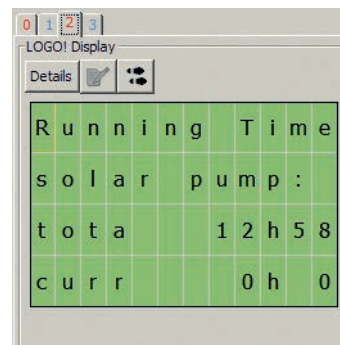 0 1 2 3
LOGO! Display
Details
Running Time
solar pump:
tota 12h58
curr 0h 0